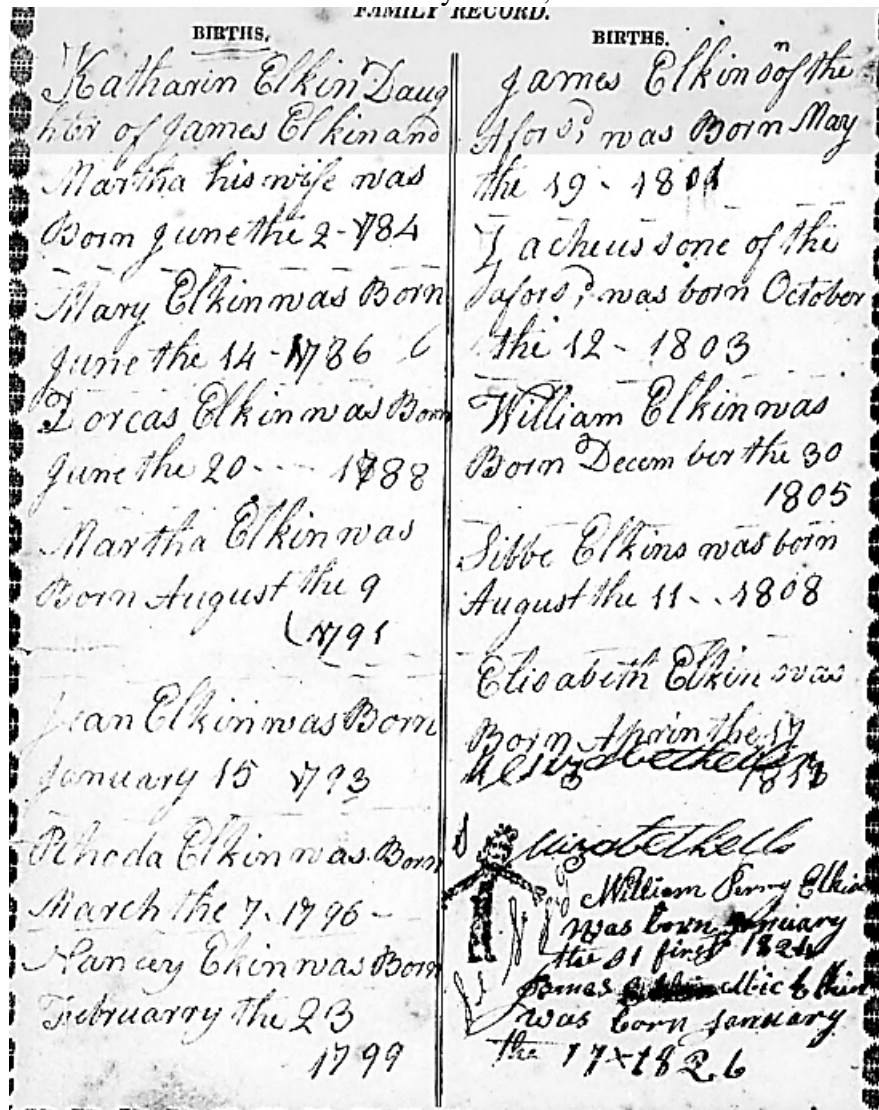 FAMILY RECORD.
BIRTHS.
Katharin Elkin Daug
hter of James Elkin and
Martha his wife was
Born June the 2 - 1784
Mary Elkin was Born
June the 14 - 1786
Dorcas Elkin was Born
June the 20 - - - 1788
Martha Elkin was
Born August the 9
1791
Jean Elkin was Born
January 15 1793
Rhoda Elkin was Born
March the 7 - 1796 -
Nancey Elkin was Born
Februarry the 23
1799
BIRTHS.
James Elkin son of the
Afors.d was Born May
the 19 - 1801
Zacheus sone of the
afors.d was born October
the 12 - 1803
William Elkin was
Born December the 30
1805
Sibbe Elkins was born
August the 11 - - 1808
Elisabeth Elkin was
Born the 17
William Perry Elkin
was born January
the 01 first 1824
James Elkin
was born January
the 17 x 1826